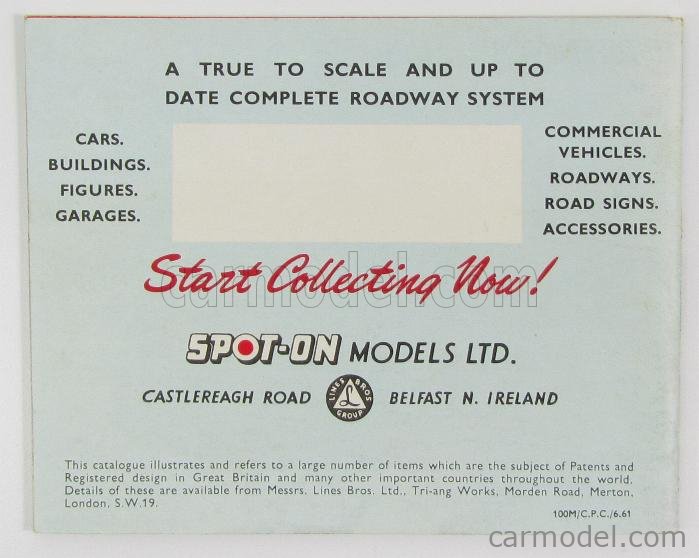 A TRUE TO SCALE AND UP TO
DATE COMPLETE ROADWAY SYSTEM
CARS.
BUILDINGS.
FIGURES.
GARAGES.
COMMERCIAL
VEHICLES.
ROADWAYS.
ROAD SIGNS.
ACCESSORIES.
Start Collecting Now!
carmodel.com
SPOT-ON MODELS LTD.
CASTLEREAGH ROAD LINES BROS GROUP L BELFAST N. IRELAND
This catalogue illustrates and refers to a large number of items which are the subject of Patents and
Registered design in Great Britain and many other important countries throughout the world.
Details of these are available from Messrs. Lines Bros. Ltd., Tri-ang Works, Morden Road, Merton,
London, S.W.19.
100M/C.P.C./6.61
carmodel.com